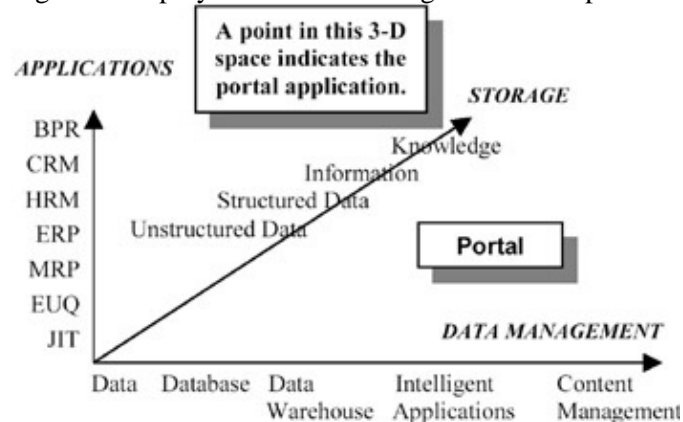 A point in this 3-D
space indicates the
portal application.
APPLICATIONS
STORAGE
BPR
CRM
HRM
ERP
MRP
EUQ
JIT
Knowledge
Information
Structured Data
Unstructured Data
Portal
DATA MANAGEMENT
Data
Database
Data
Warehouse
Intelligent
Applications
Content
Management